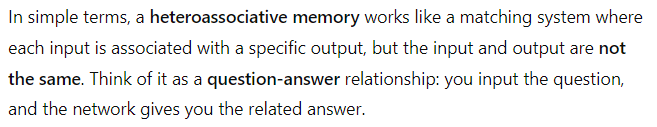 In simple terms, a heteroassociative memory works like a matching system where
each input is associated with a specific output, but the input and output are not
the same. Think of it as a question-answer relationship: you input the question,
and the network gives you the related answer.